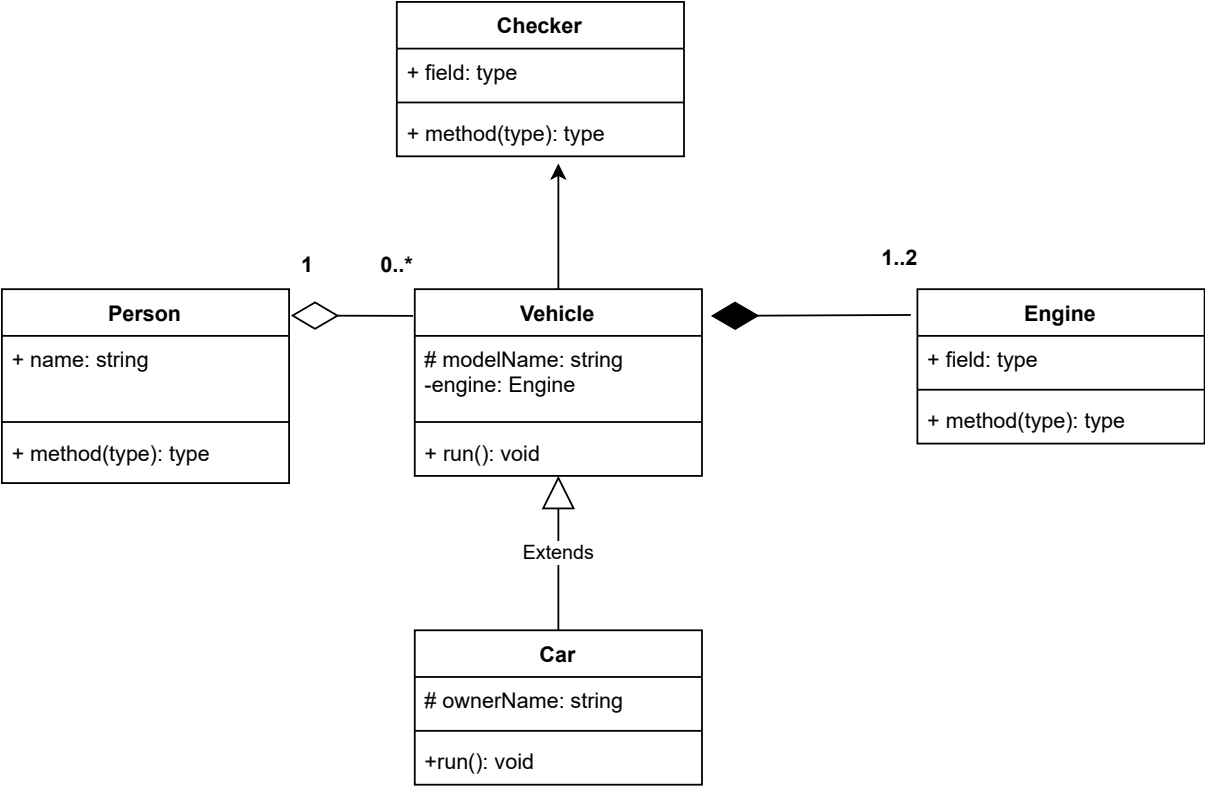 Checker
+ field: type
+ method(type): type
1
0..*
1..2
Person
+ name: string
+ method(type): type
Vehicle
# modelName: string
-engine: Engine
+ run(): void
Engine
+ field: type
+ method(type): type
Extends
Car
# ownerName: string
+run(): void